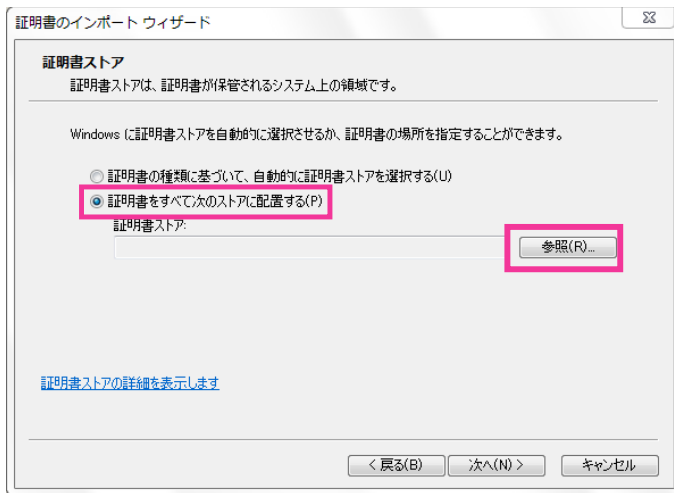 証明書のインポート ウィザード
証明書ストア
証明書ストアは、証明書が保管されるシステム上の領域です。
Windows に証明書ストアを自動的に選択させるか、証明書の場所を指定することができます。
証明書の種類に基づいて、自動的に証明書ストアを選択する(U)
証明書をすべて次のストアに配置する(P)
証明書ストア:
参照(R)...
証明書ストアの詳細を表示します
< 戻る(B)
次へ(N) >
キャンセル